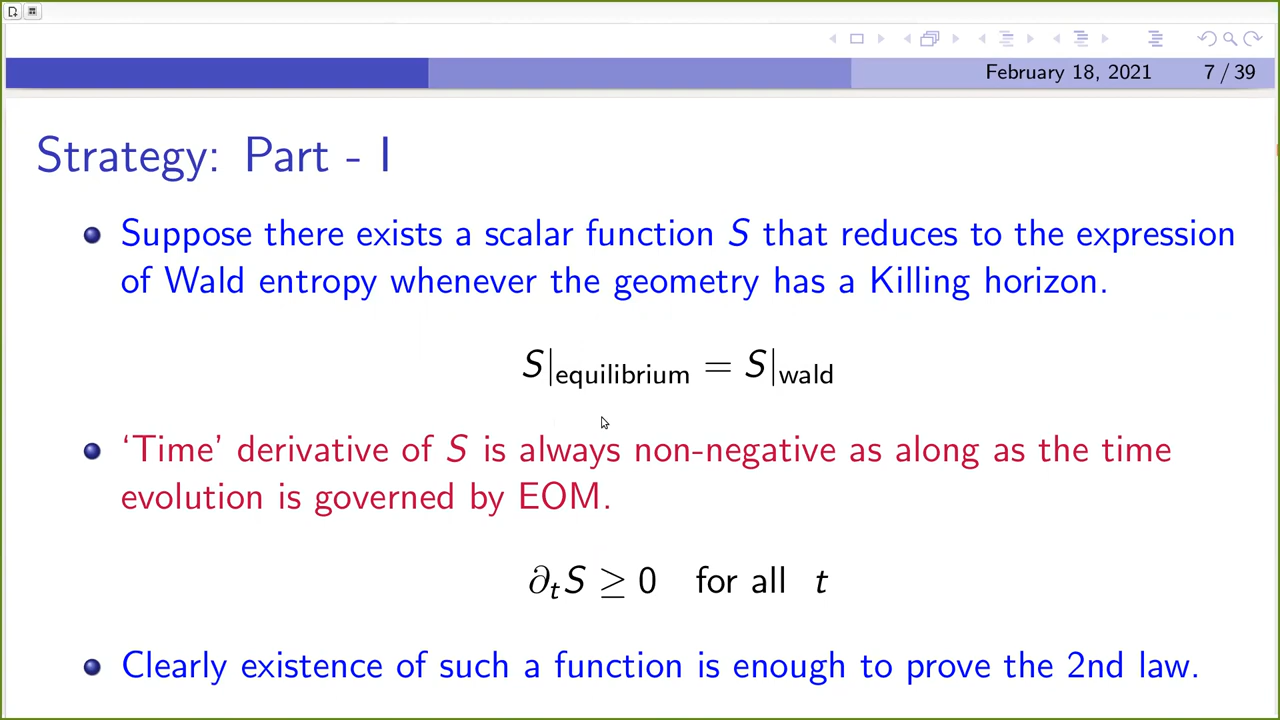 February 18, 2021 7 / 39
Strategy: Part - I
Suppose there exists a scalar function S that reduces to the expression
of Wald entropy whenever the geometry has a Killing horizon.
S|equilibrium = S|wald
‘Time’ derivative of S is always non-negative as along as the time
evolution is governed by EOM.
∂tS ≥ 0 for all t
Clearly existence of such a function is enough to prove the 2nd law.